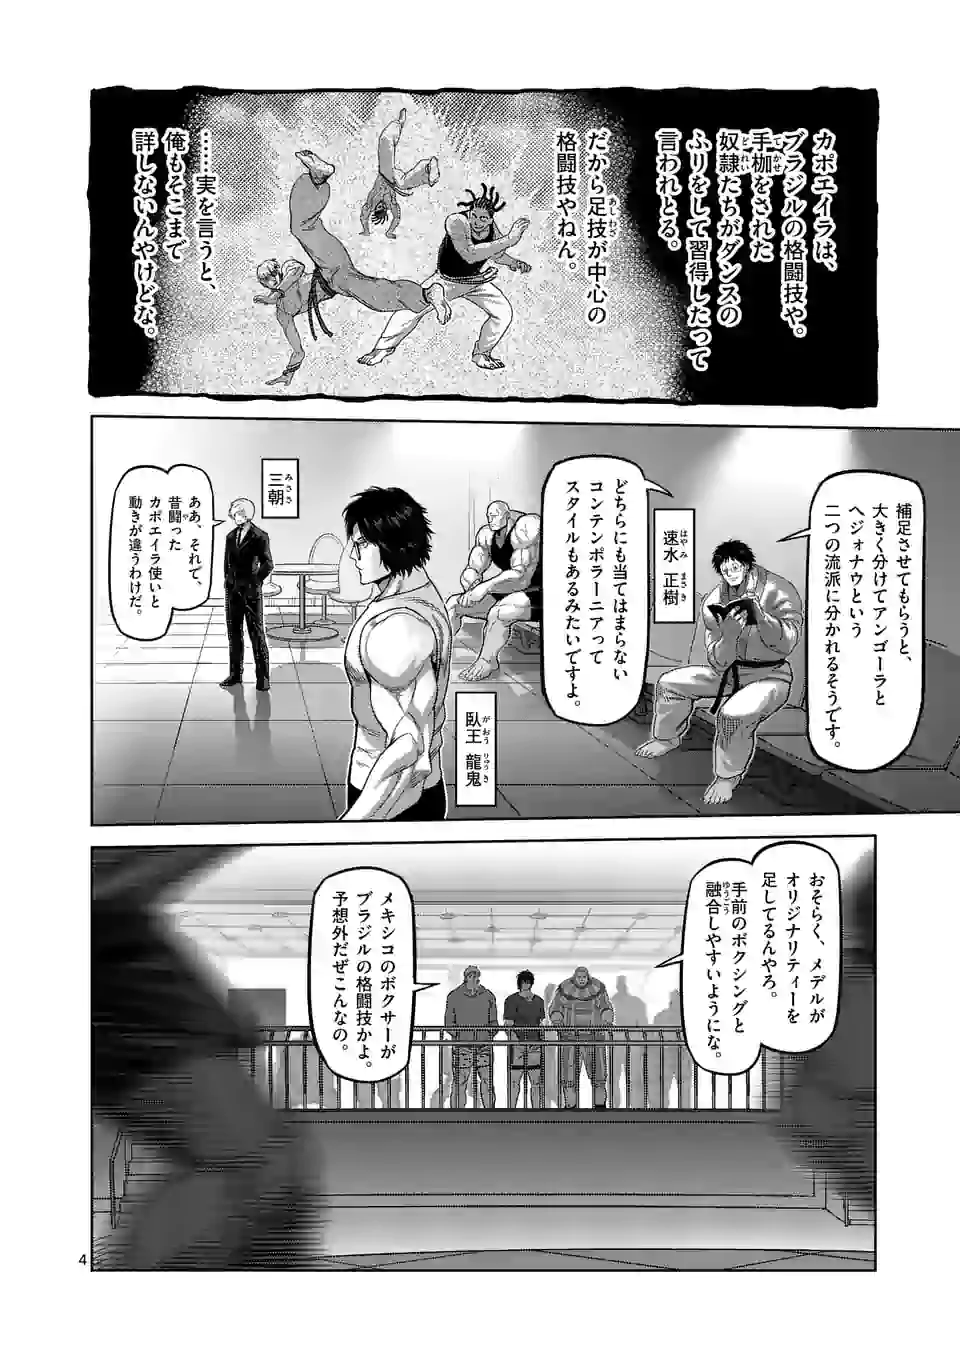 カポエイラは、
ブラジルの格闘技や。
手枷をされた
奴隷たちがダンスの
ふりをして習得したって
言われとる。
だから足技が中心の
格闘技やねん。
……実を言うと、
俺もそこまで
詳しないんやけどな。
補足させてもらうと、
大きく分けてアンゴーラと
ヘジォナウという
二つの流派に分かれるそうです。
速水 正樹
どちらにも当てはまらない
コンテンポラーニアって
スタイルもあるみたいですよ。
臥王 龍鬼
三朝
ああ、それで、
昔闘った
カポエイラ使いと
動きが違うわけだ。
おそらく、メデルが
オリジナリティーを
足してるんやろ。
手前のボクシングと
融合しやすいようにな。
メキシコのボクサーが
ブラジルの格闘技かよ。
予想外だぜこんなの。
4